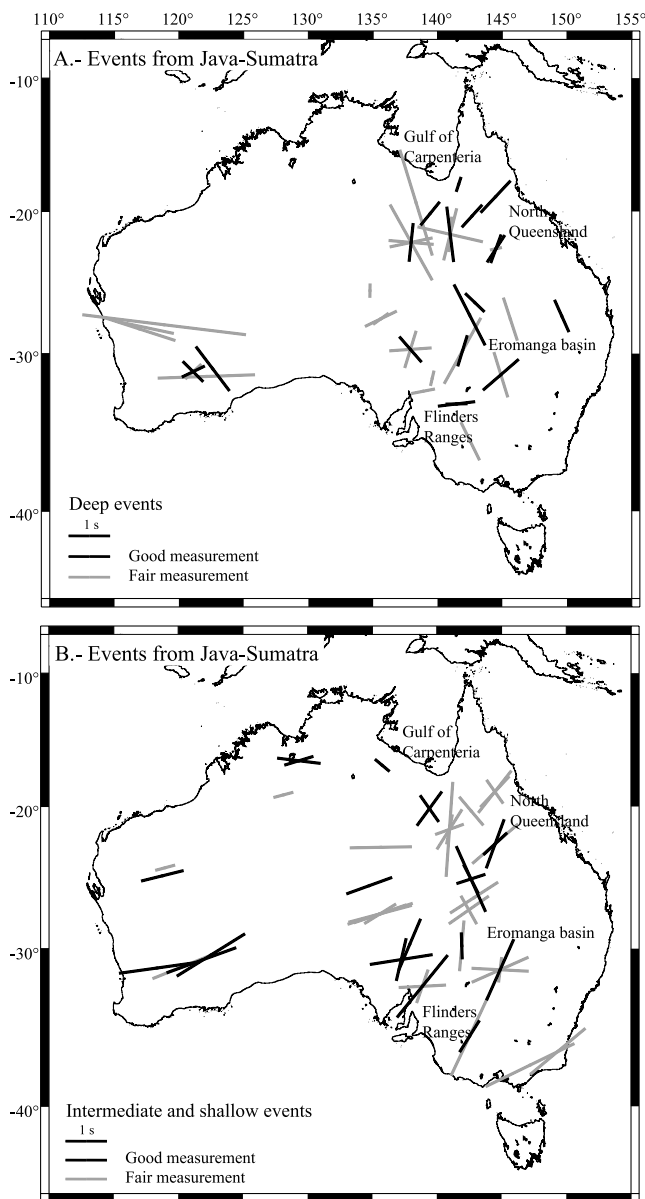 110° 115° 120° 125° 130° 135° 140° 145° 150° 155°
A.- Events from Java-Sumatra
-10°
Gulf of
Carpenteria
-20°
North
Queensland
Eromanga basin
-30°
Flinders
Ranges
Deep events
-40°
1 s
Good measurement
Fair measurement
B.- Events from Java-Sumatra
-10°
Gulf of
Carpenteria
-20°
North
Queensland
Eromanga basin
-30°
Flinders
Ranges
-40°
Intermediate and shallow events
1 s
Good measurement
Fair measurement